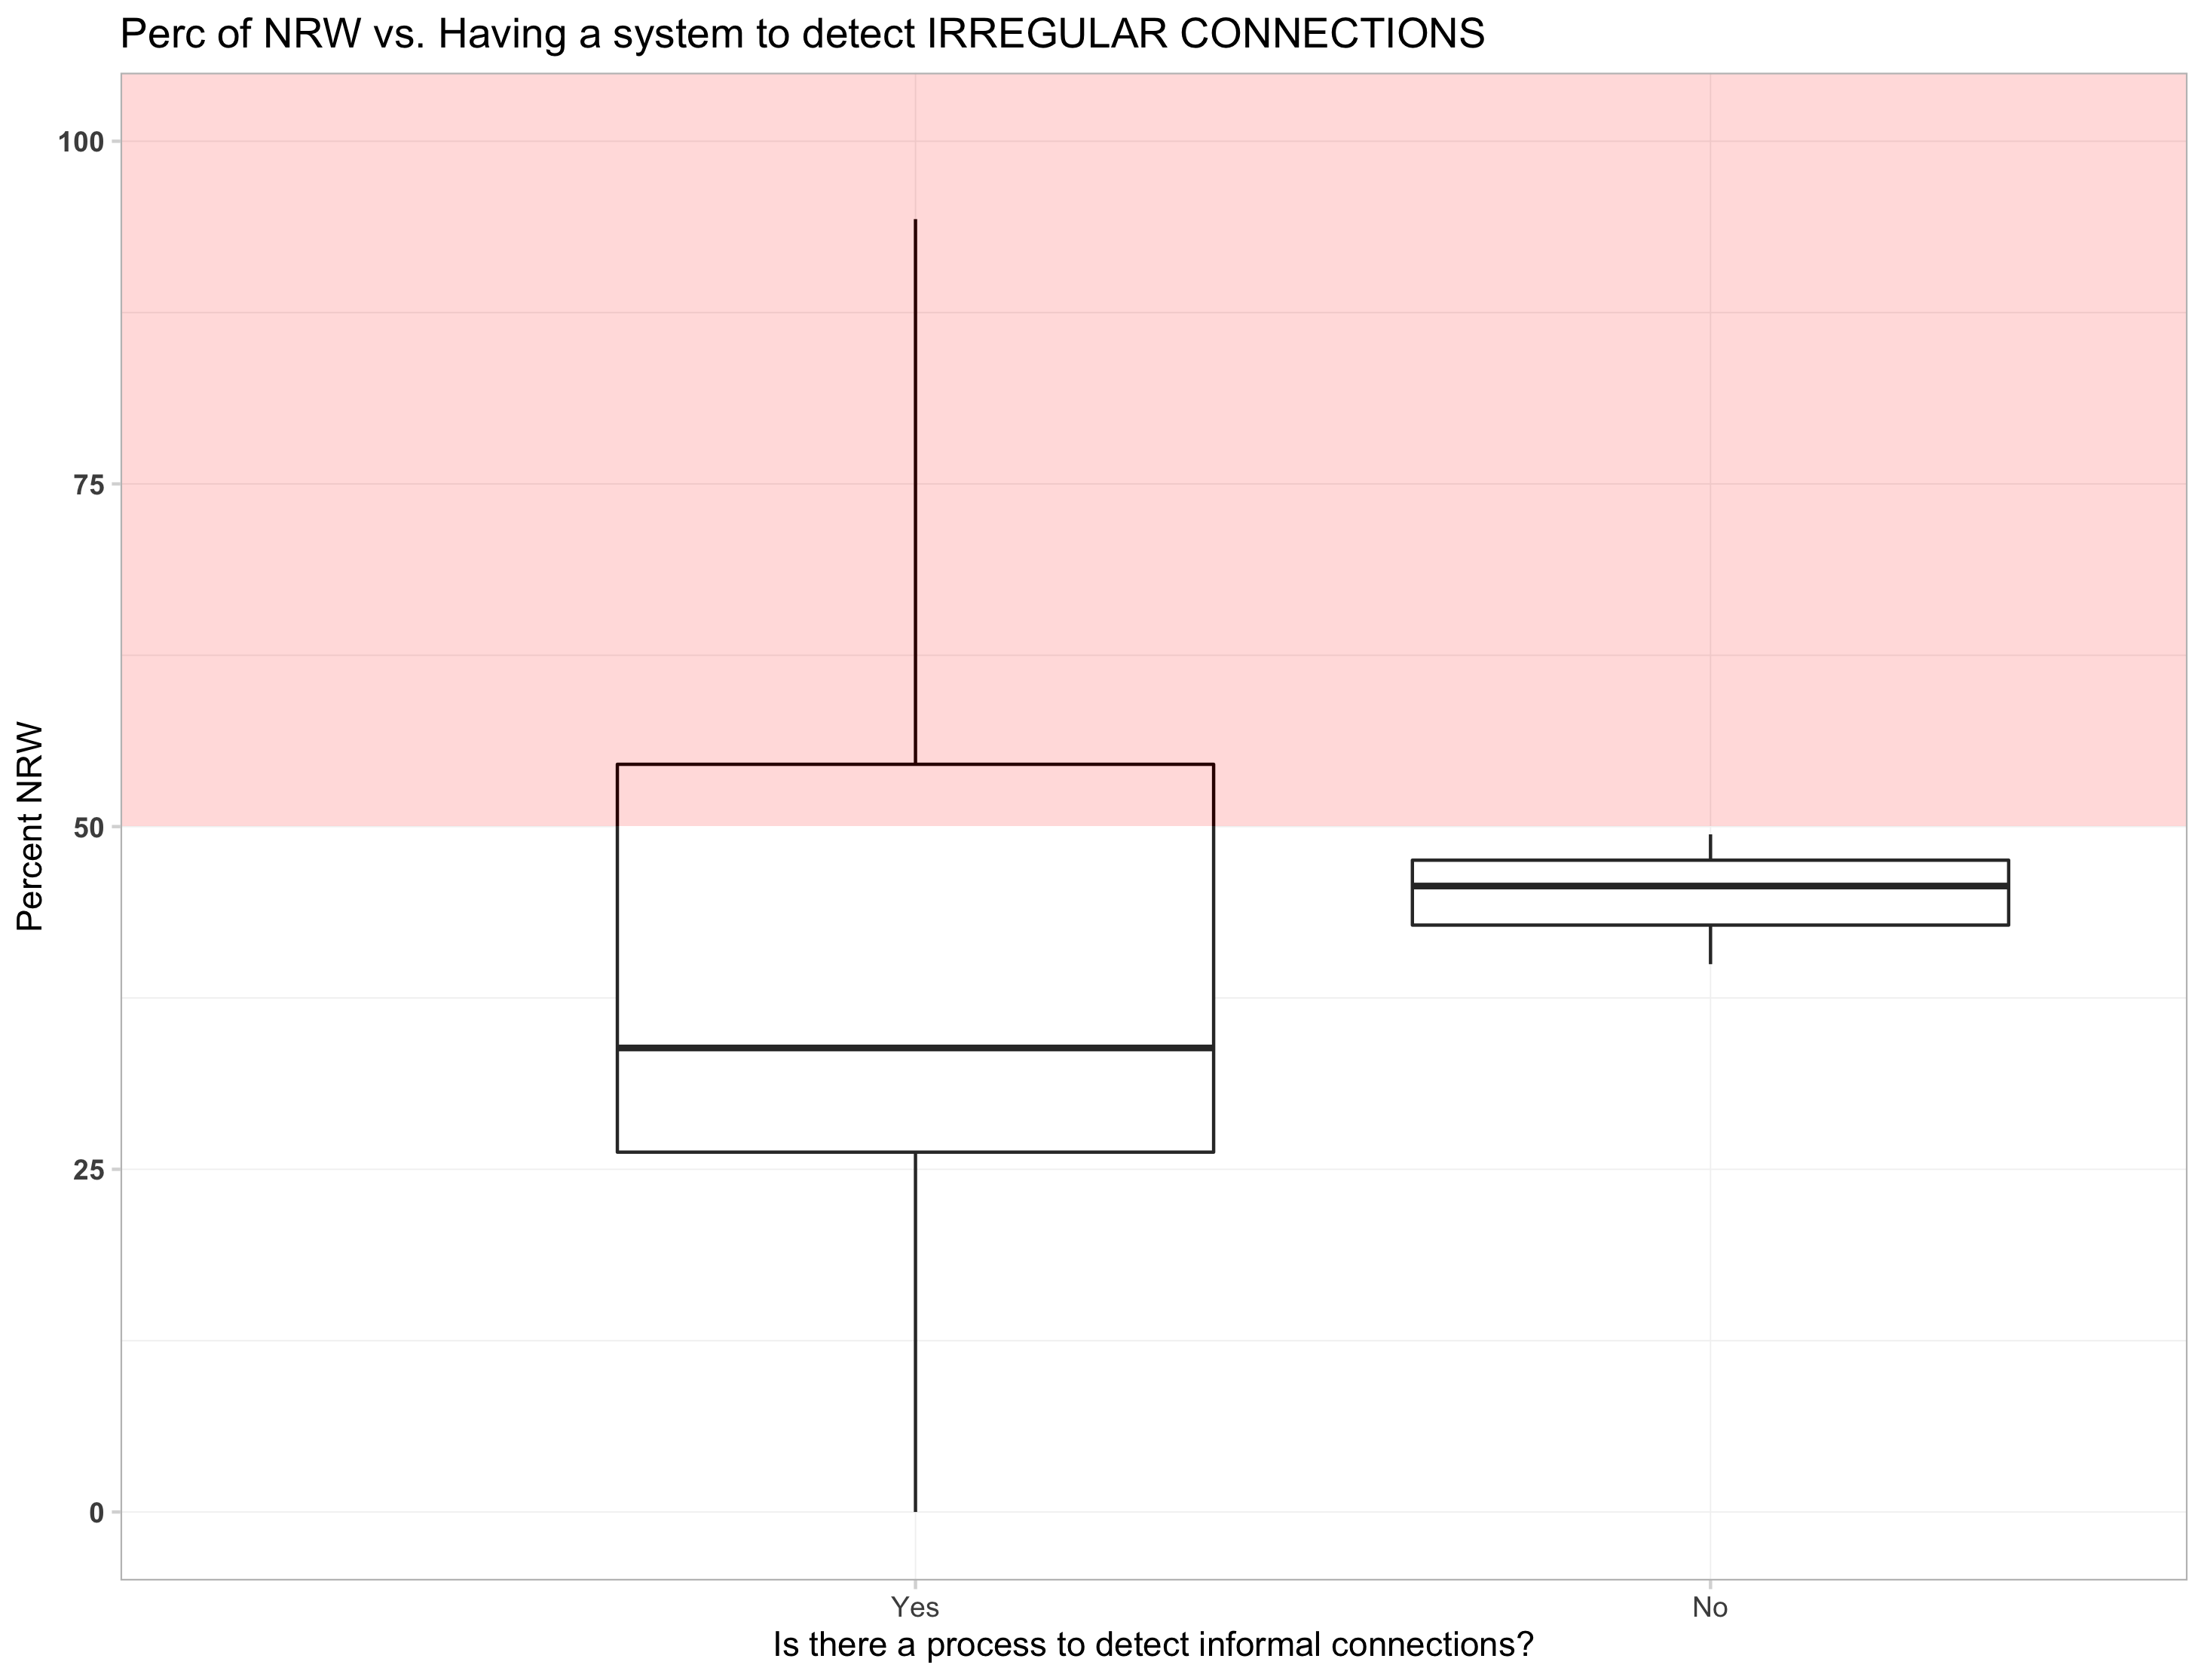 Perc of NRW vs. Having a system to detect IRREGULAR CONNECTIONS
100
75
50
25
0
Percent NRW
Yes
No
Is there a process to detect informal connections?